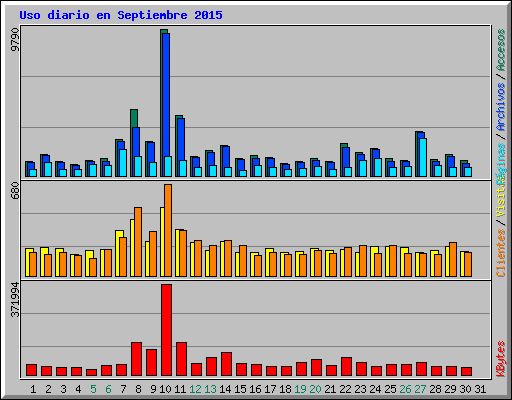 Uso diario en Septiembre 2015
9790
680
371994
Páginas / Archivos / Accesos
Clientes / Visitas
KBytes
1 2 3 4 5 6 7 8 9 10 11 12 13 14 15 16 17 18 19 20 21 22 23 24 25 26 27 28 29 30 31